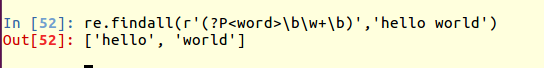 In [52]: re.findall(r'(?P<word>\b\w+\b)','hello world')
Out[52]: ['hello', 'world']